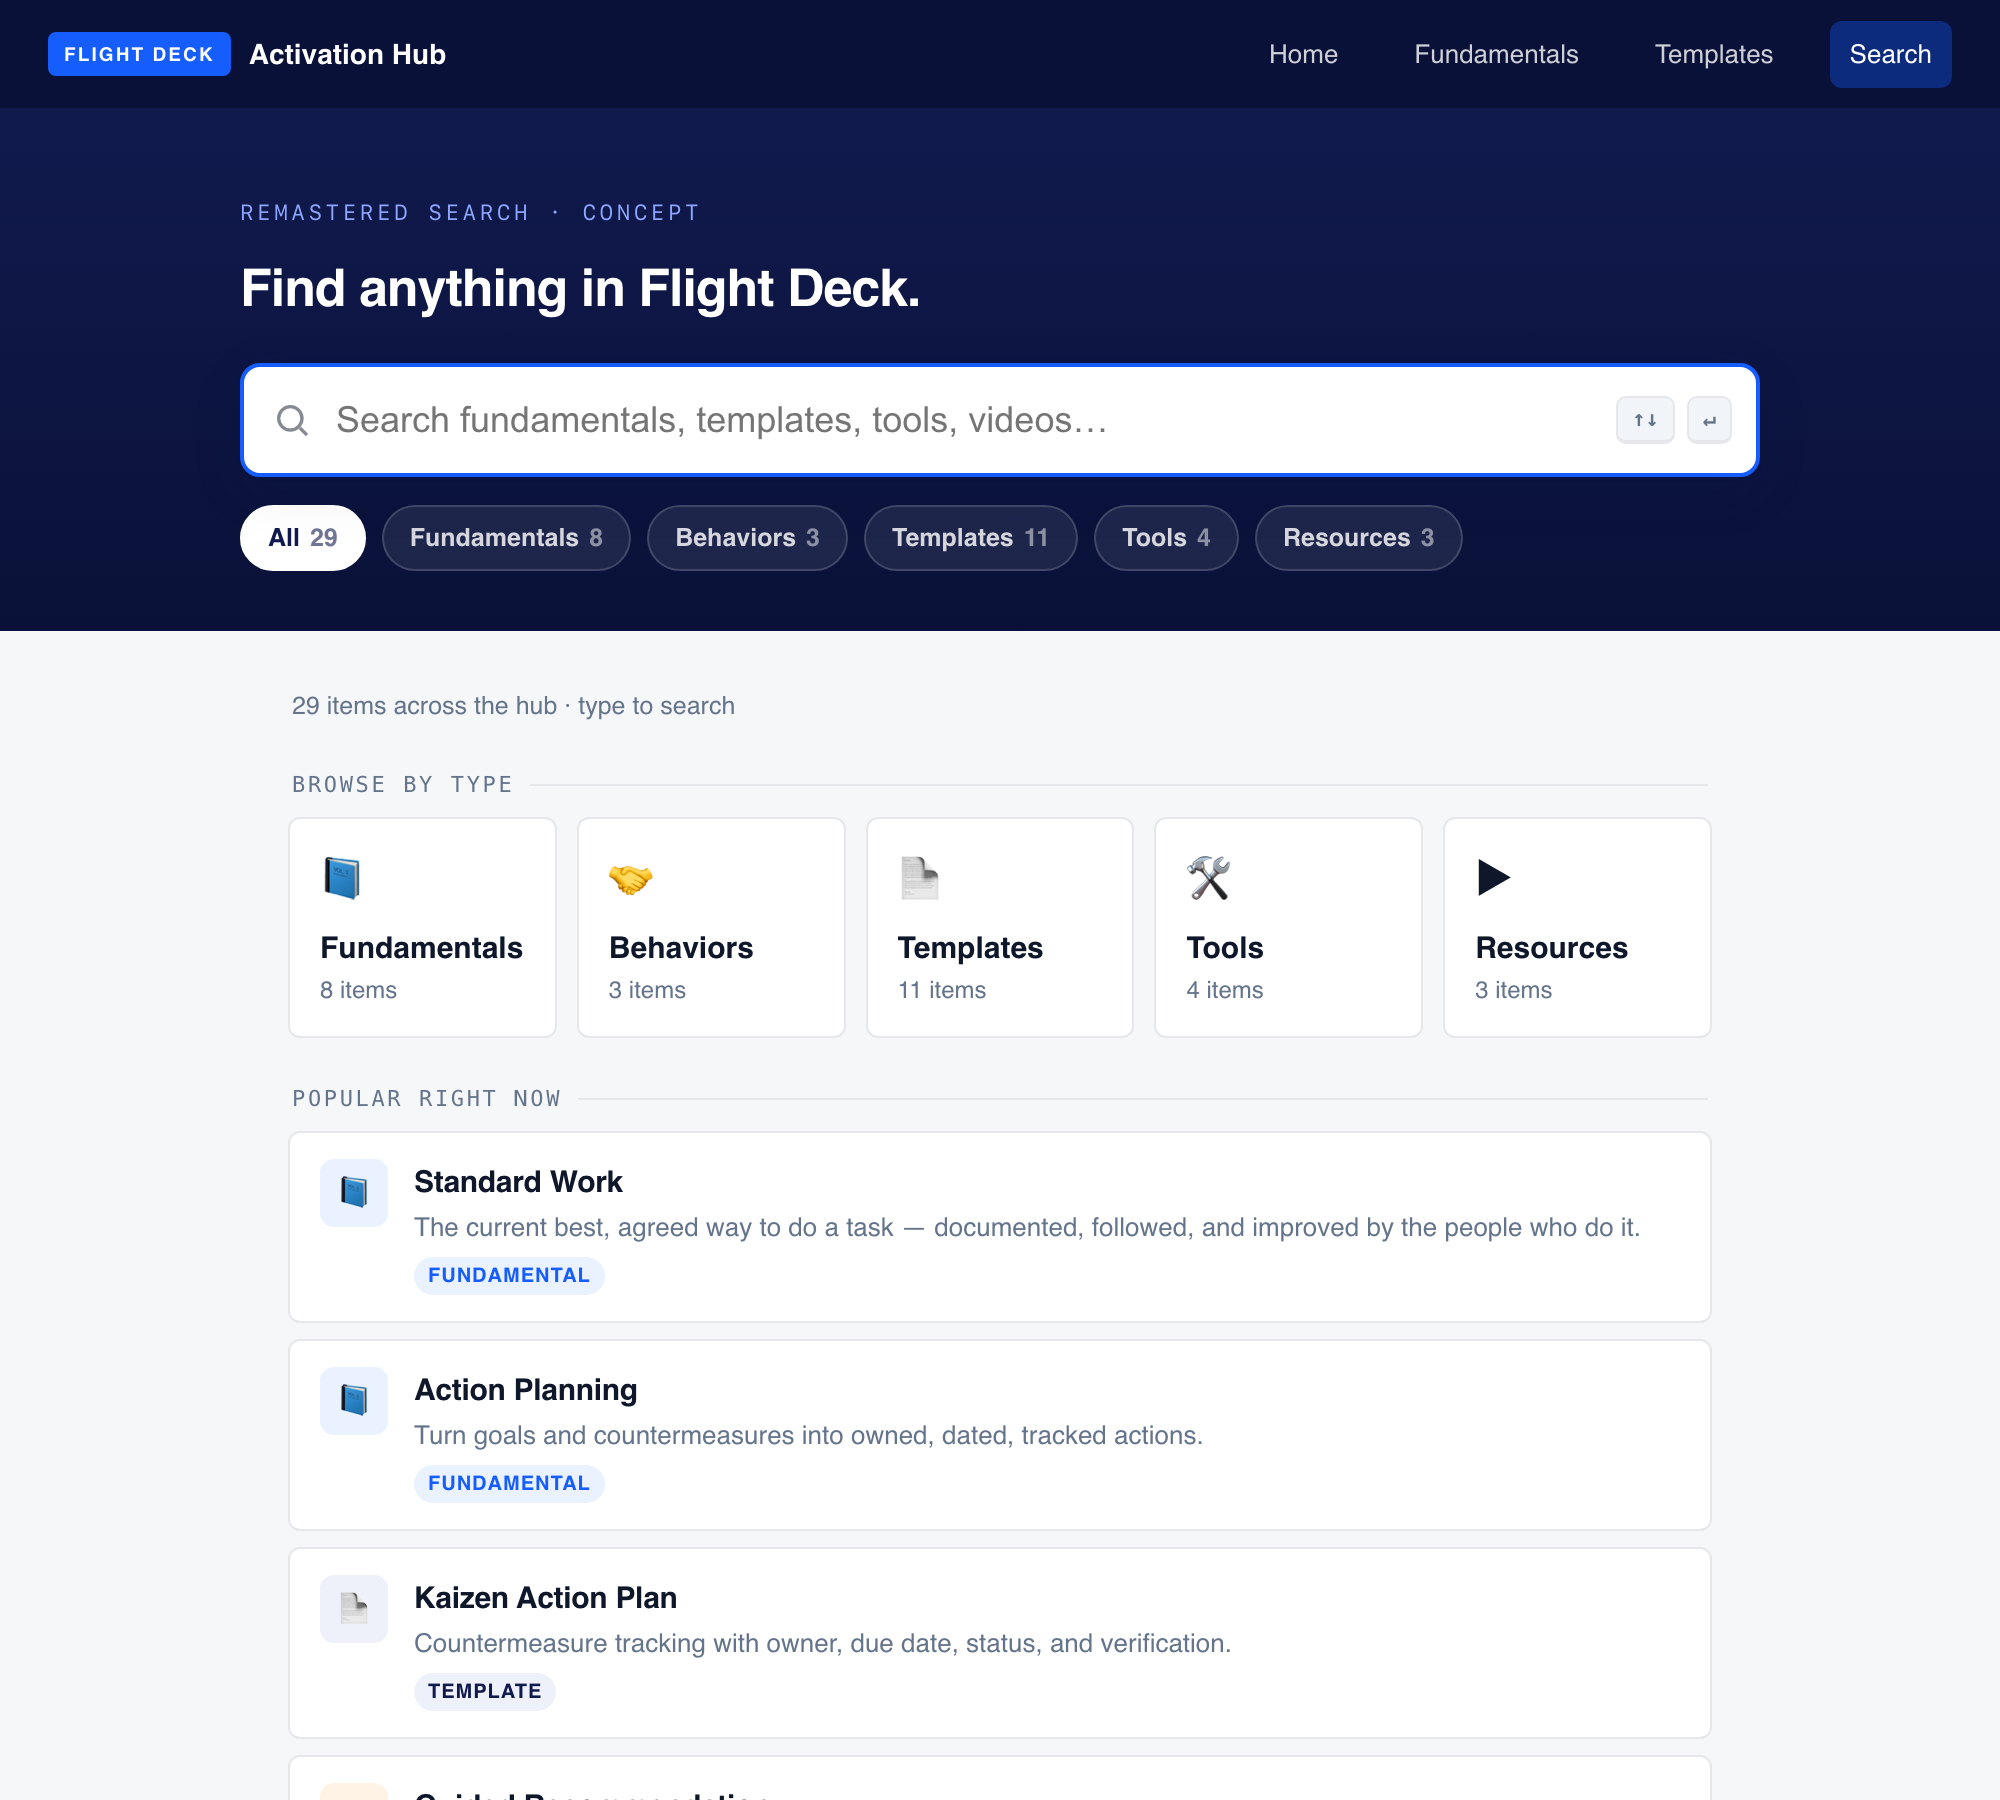 FLIGHT DECK Activation Hub Home Fundamentals Templates Search
REMASTERED SEARCH · CONCEPT
Find anything in Flight Deck.
Search fundamentals, templates, tools, videos… ↑↓ ↵
All 29 Fundamentals 8 Behaviors 3 Templates 11 Tools 4 Resources 3
29 items across the hub · type to search
BROWSE BY TYPE
Fundamentals
8 items
Behaviors
3 items
Templates
11 items
Tools
4 items
Resources
3 items
POPULAR RIGHT NOW
Standard Work
The current best, agreed way to do a task — documented, followed, and improved by the people who do it.
FUNDAMENTAL
Action Planning
Turn goals and countermeasures into owned, dated, tracked actions.
FUNDAMENTAL
Kaizen Action Plan
Countermeasure tracking with owner, due date, status, and verification.
TEMPLATE